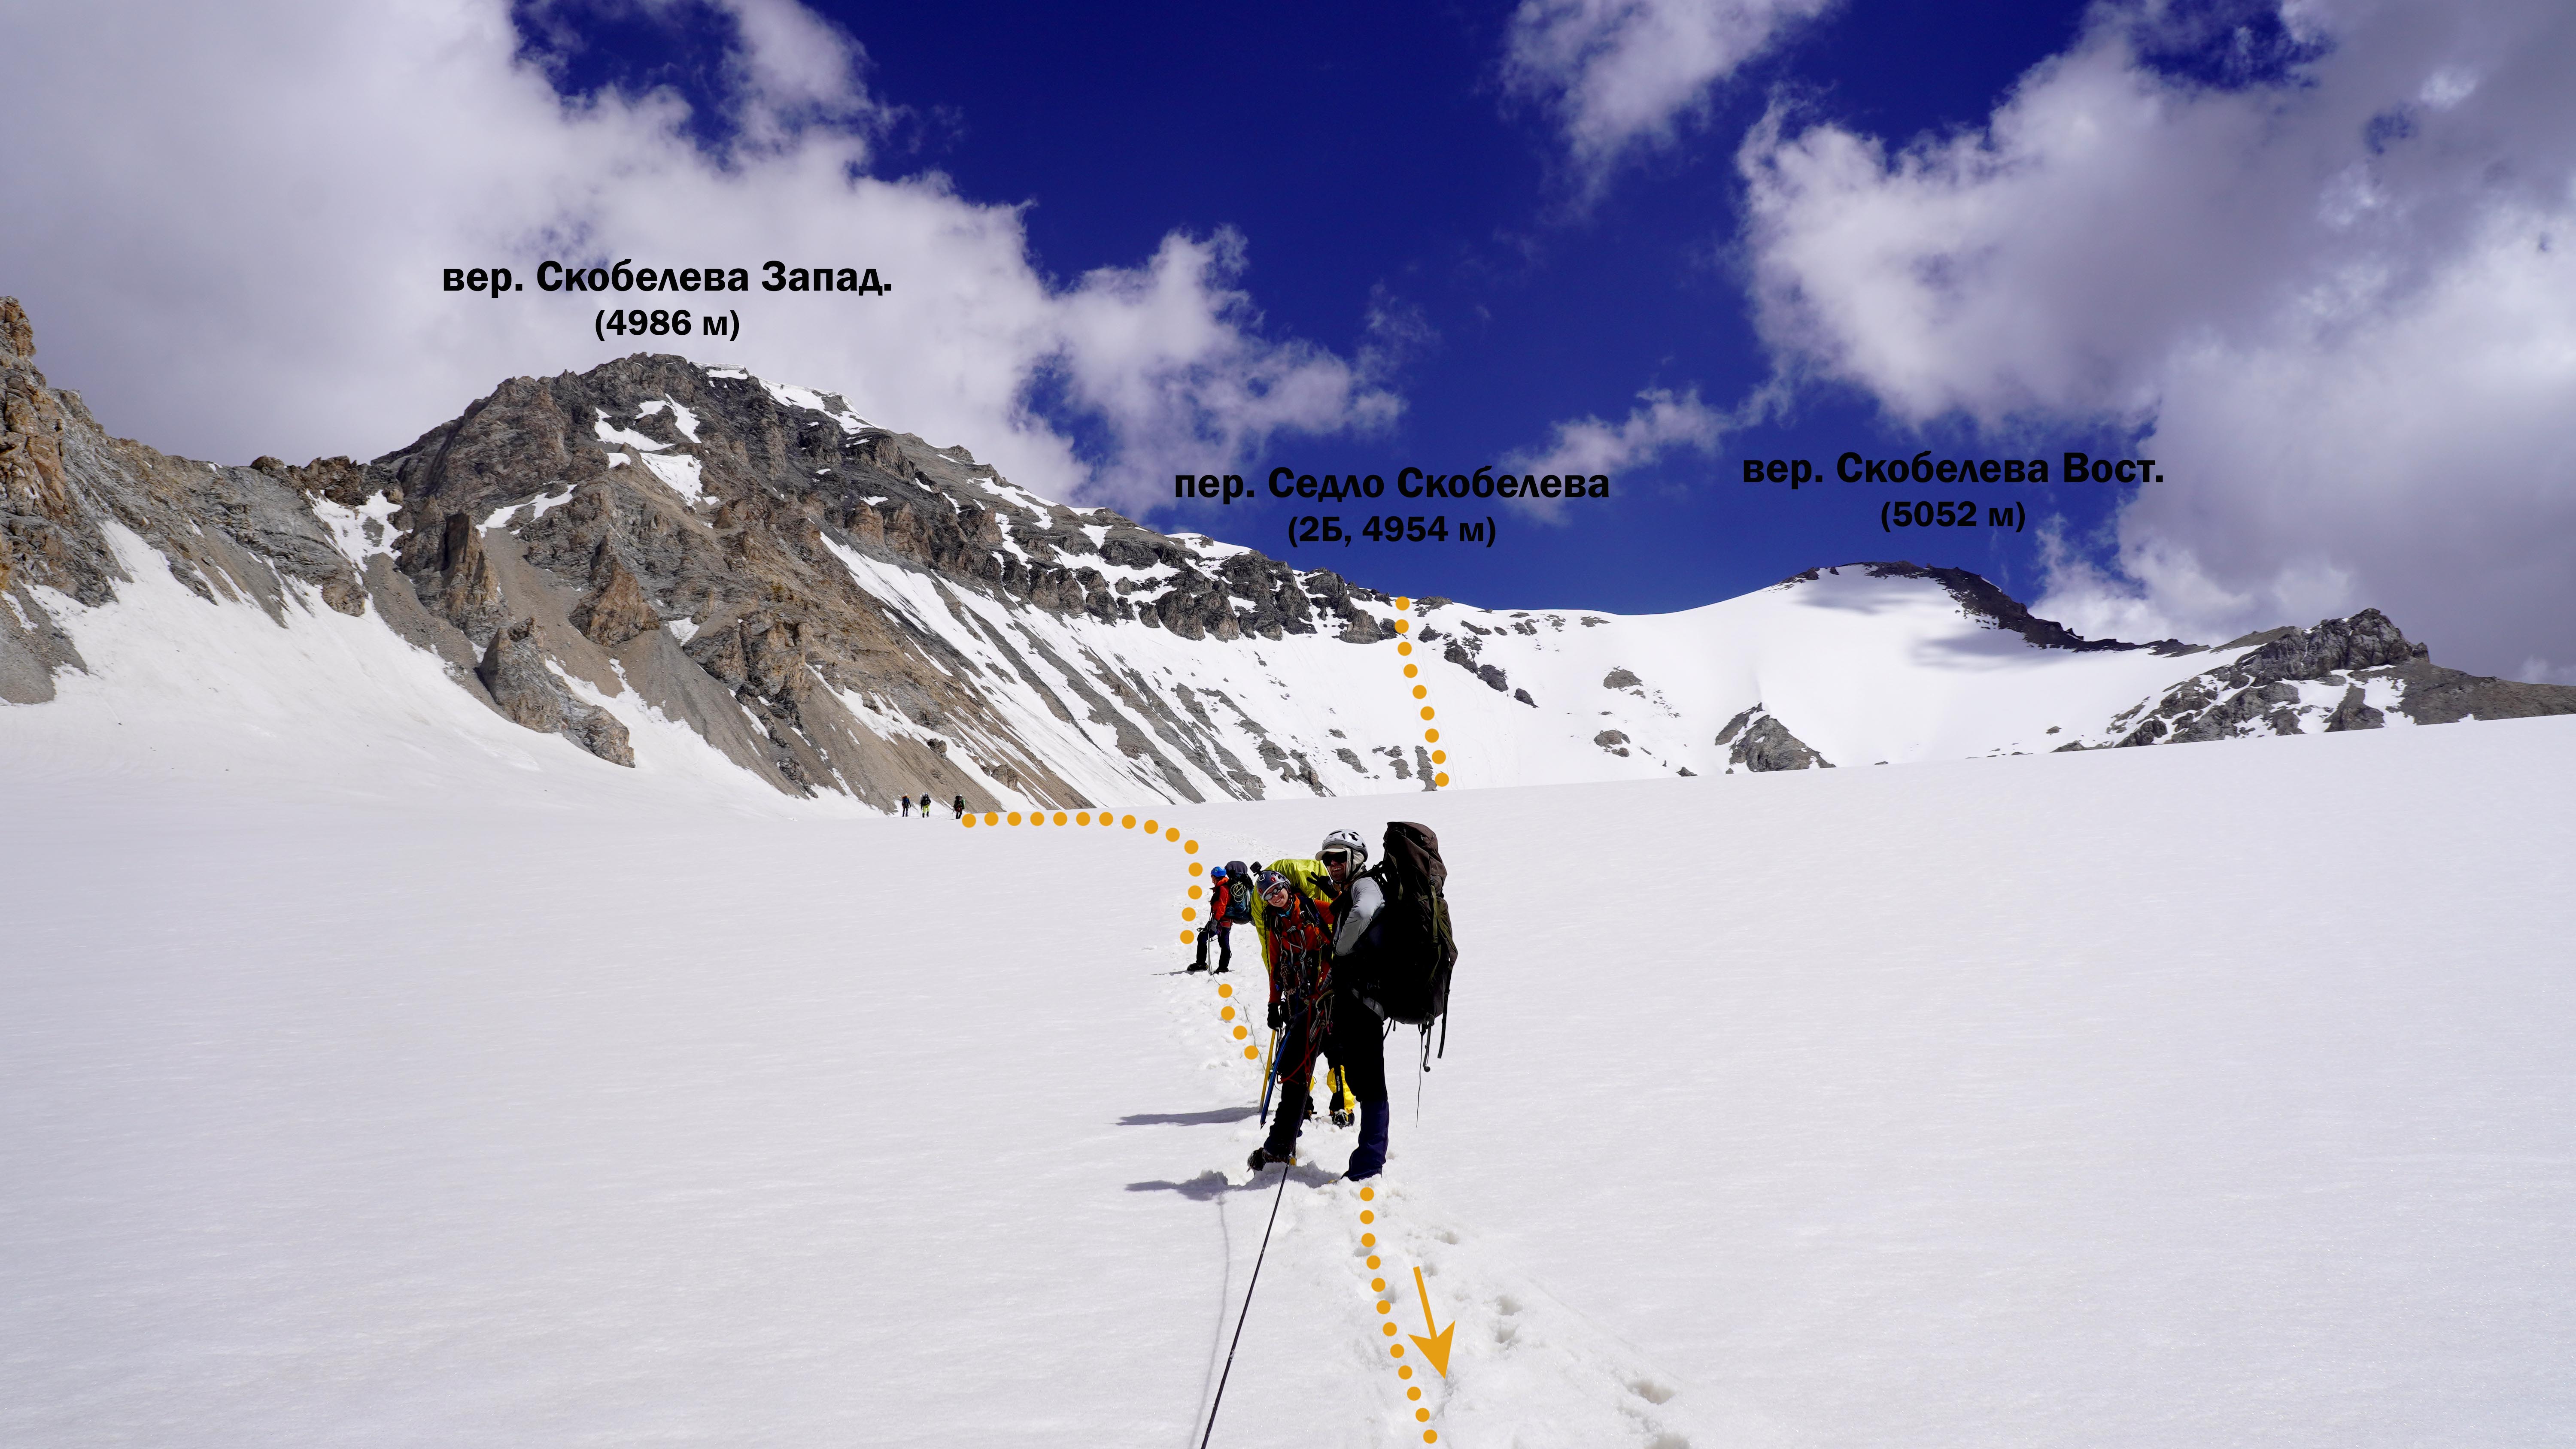 вер. Скобелева Запад.
(4986 м)
пер. Седло Скобелева
(2Б, 4954 м)
вер. Скобелева Вост.
(5052 м)